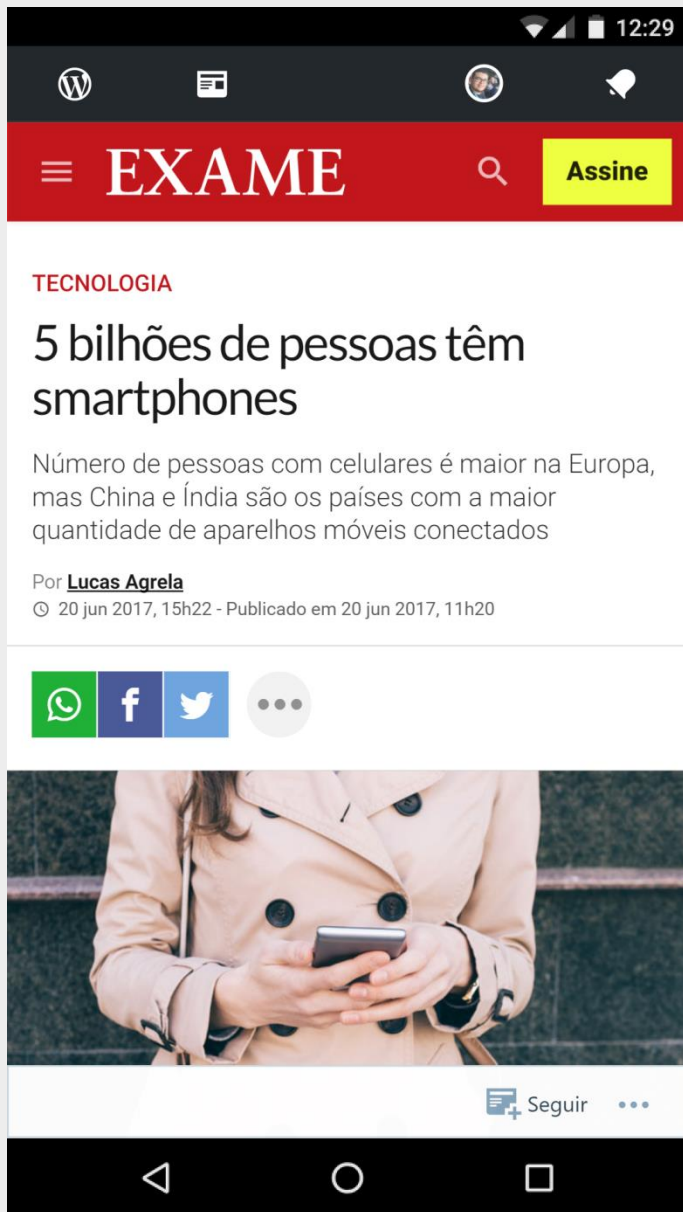 12:29
EXAME
Assine
TECNOLOGIA
5 bilhões de pessoas têm
smartphones
Número de pessoas com celulares é maior na Europa,
mas China e Índia são os países com a maior
quantidade de aparelhos móveis conectados
Por Lucas Agrela
20 jun 2017, 15h22 - Publicado em 20 jun 2017, 11h20
Seguir